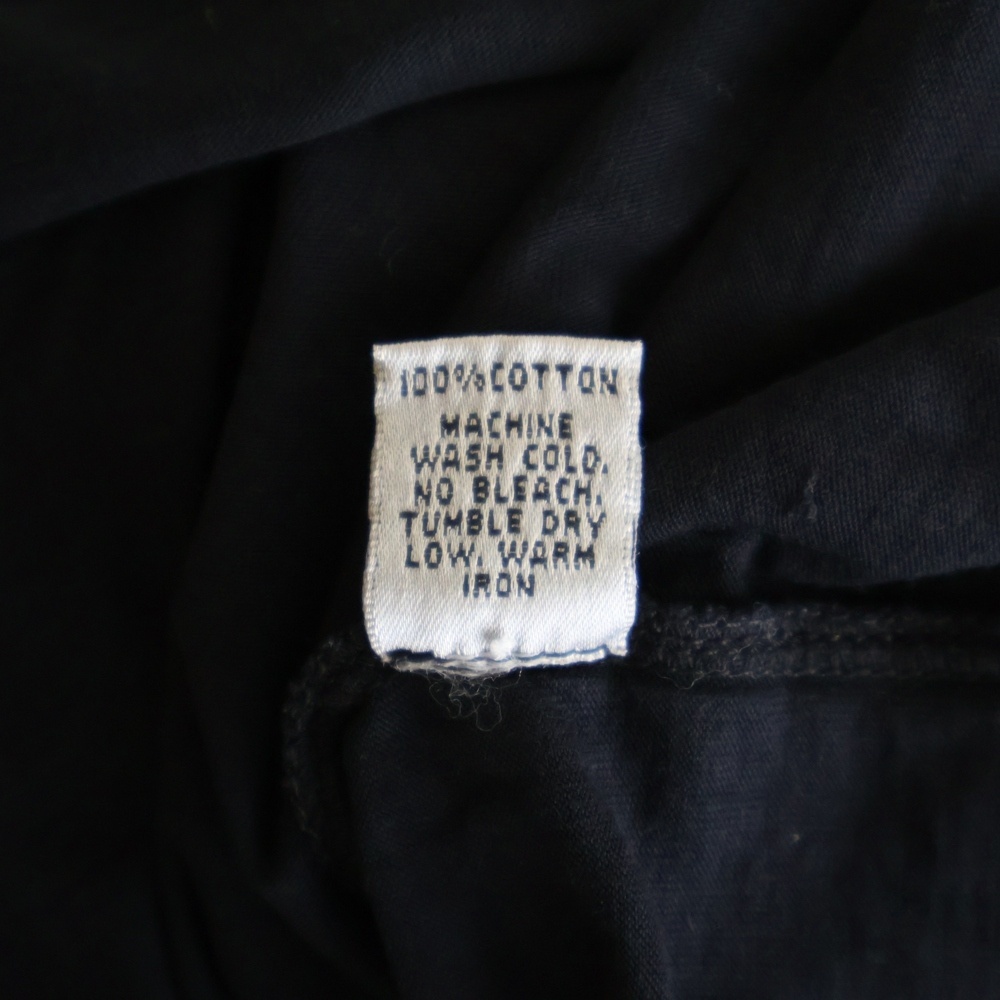 100%COTTON
MACHINE
WASH COLD.
NO BLEACH.
TUMBLE DRY
LOW. WARM
IRON